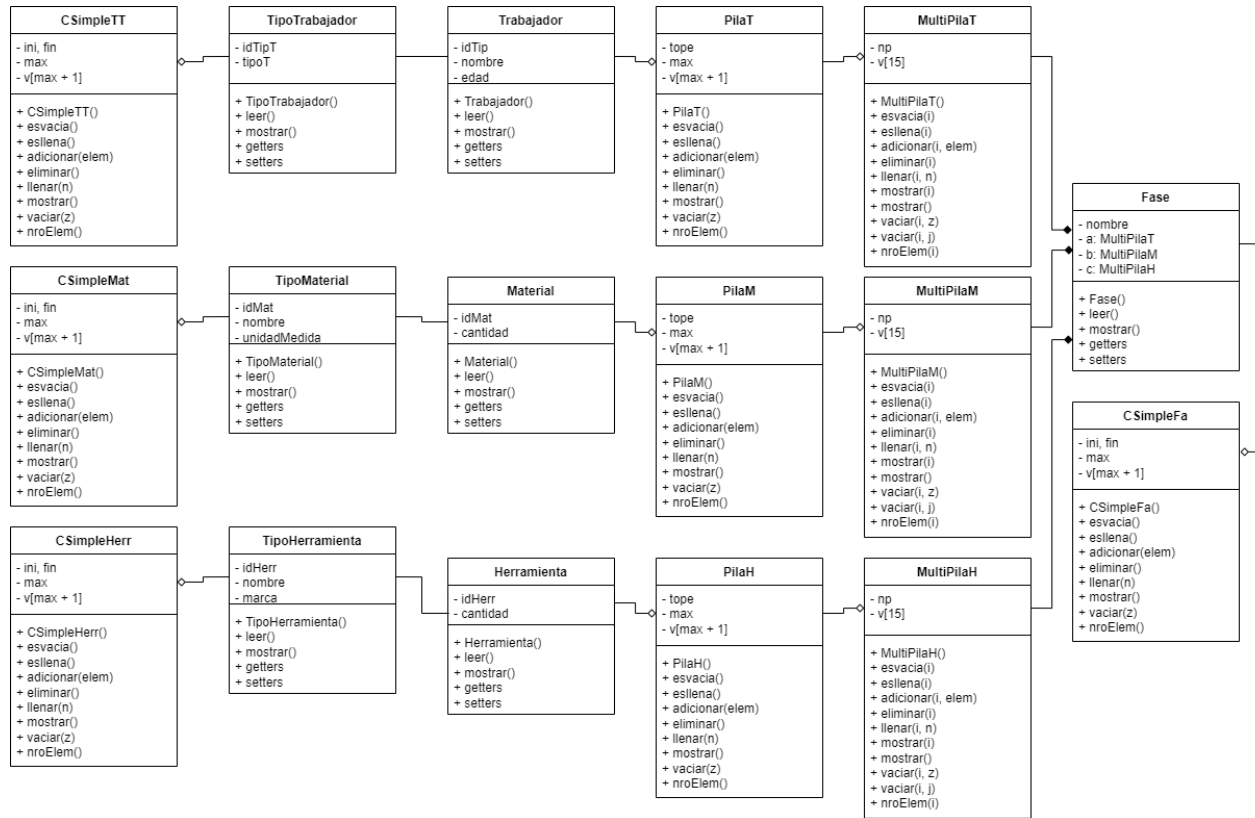 CSimpleTT
- ini, fin
- max
- v[max + 1]
+ CSimpleTT()
+ esvacia()
+ esllena()
+ adicionar(elem)
+ eliminar()
+ llenar(n)
+ mostrar()
+ vaciar(z)
+ nroElem()
TipoTrabajador
- idTipT
- tipoT
+ TipoTrabajador()
+ leer()
+ mostrar()
+ getters
+ setters
Trabajador
- idTip
- nombre
- edad
+ Trabajador()
+ leer()
+ mostrar()
+ getters
+ setters
PilaT
- tope
- max
- v[max + 1]
+ PilaT()
+ esvacia()
+ esllena()
+ adicionar(elem)
+ eliminar()
+ llenar(n)
+ mostrar()
+ vaciar(z)
+ nroElem()
MultiPilaT
- np
- v[15]
+ MultiPilaT()
+ esvacia(i)
+ esllena(i)
+ adicionar(i, elem)
+ eliminar(i)
+ llenar(i, n)
+ mostrar(i)
+ mostrar()
+ vaciar(i, z)
+ vaciar(i, j)
+ nroElem(i)
Fase
- nombre
- a: MultiPilaT
- b: MultiPilaM
- c: MultiPilaH
+ Fase()
+ leer()
+ mostrar()
+ getters
+ setters
CSimpleMat
- ini, fin
- max
- v[max + 1]
+ CSimpleMat()
+ esvacia()
+ esllena()
+ adicionar(elem)
+ eliminar()
+ llenar(n)
+ mostrar()
+ vaciar(z)
+ nroElem()
TipoMaterial
- idMat
- nombre
- unidadMedida
+ TipoMaterial()
+ leer()
+ mostrar()
+ getters
+ setters
Material
- idMat
- cantidad
+ Material()
+ leer()
+ mostrar()
+ getters
+ setters
PilaM
- tope
- max
- v[max + 1]
+ PilaM()
+ esvacia()
+ esllena()
+ adicionar(elem)
+ eliminar()
+ llenar(n)
+ mostrar()
+ vaciar(z)
+ nroElem()
MultiPilaM
- np
- v[15]
+ MultiPilaM()
+ esvacia(i)
+ esllena(i)
+ adicionar(i, elem)
+ eliminar(i)
+ llenar(i, n)
+ mostrar(i)
+ mostrar()
+ vaciar(i, z)
+ vaciar(i, j)
+ nroElem(i)
CSimpleFa
- ini, fin
- max
- v[max + 1]
+ CSimpleFa()
+ esvacia()
+ esllena()
+ adicionar(elem)
+ eliminar()
+ llenar(n)
+ mostrar()
+ vaciar(z)
+ nroElem()
CSimpleHerr
- ini, fin
- max
- v[max + 1]
+ CSimpleHerr()
+ esvacia()
+ esllena()
+ adicionar(elem)
+ eliminar()
+ llenar(n)
+ mostrar()
+ vaciar(z)
+ nroElem()
TipoHerramienta
- idHerr
- nombre
- marca
+ TipoHerramienta()
+ leer()
+ mostrar()
+ getters
+ setters
Herramienta
- idHerr
- cantidad
+ Herramienta()
+ leer()
+ mostrar()
+ getters
+ setters
PilaH
- tope
- max
- v[max + 1]
+ PilaH()
+ esvacia()
+ esllena()
+ adicionar(elem)
+ eliminar()
+ llenar(n)
+ mostrar()
+ vaciar(z)
+ nroElem()
MultiPilaH
- np
- v[15]
+ MultiPilaH()
+ esvacia(i)
+ esllena(i)
+ adicionar(i, elem)
+ eliminar(i)
+ llenar(i, n)
+ mostrar(i)
+ mostrar()
+ vaciar(i, z)
+ vaciar(i, j)
+ nroElem(i)